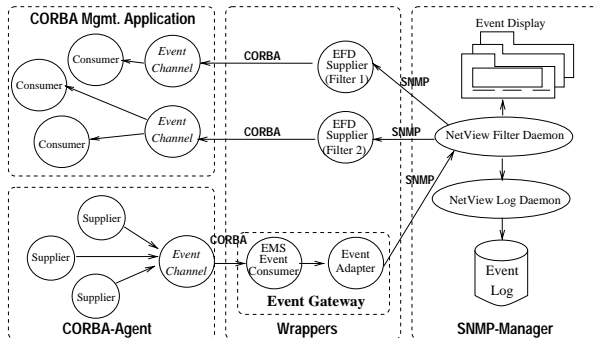 CORBA Mgmt. Application
Consumer
Event
Channel
Consumer
Consumer
Event
Channel
CORBA
CORBA
EFD
Supplier
(Filter 1)
EFD
Supplier
(Filter 2)
SNMP
SNMP
SNMP
Event Display
NetView Filter Daemon
NetView Log Daemon
Event
Log
SNMP-Manager
Supplier
Supplier
Supplier
Event
Channel
CORBA-Agent
CORBA
EMS
Event
Consumer
Event
Adapter
Event Gateway
Wrappers